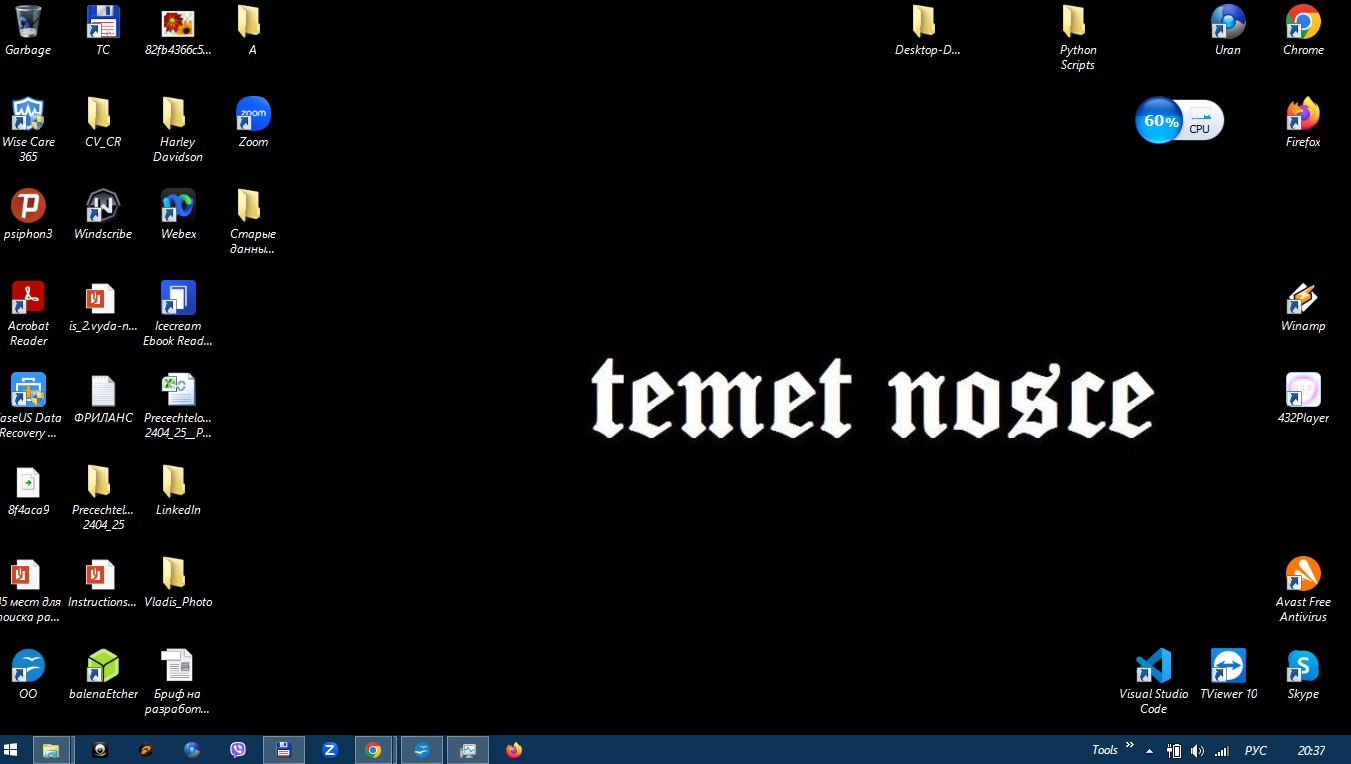 Garbage
TC
82fb4366c5...
A
Desktop-D...
Python
Scripts
Uran
Chrome
Wise Care
365
CV_CR
Harley
Davidson
zoom
Zoom
60%
CPU
Firefox
psiphon3
Windscribe
Webex
Старые
данны...
Acrobat
Reader
is_2.vyda-n...
Icecream
Ebook Read...
Winamp
temet nosce
aseUS Data
Recovery ...
ФРИЛАНС
Precechtelo...
2404_25__P...
432Player
8f4aca9
Precechtel...
2404_25
LinkedIn
45 мест для
поиска ра...
Instructions...
Vladis_Photo
Avast Free
Antivirus
OO
balenaEtcher
Бриф на
разработ...
Visual Studio
Code
TViewer 10
Skype
Tools »
РУС
20:37